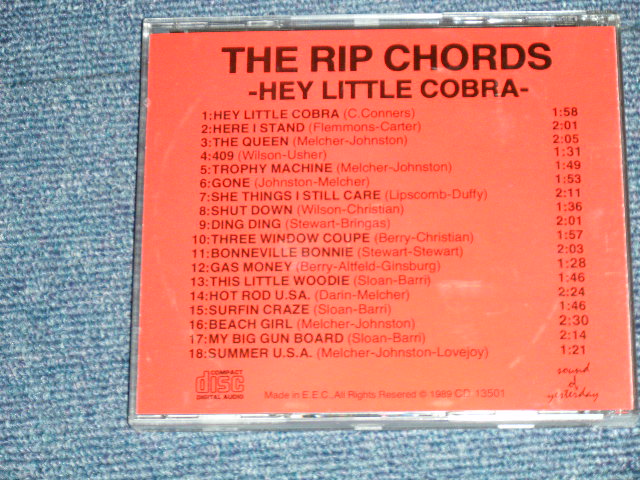 THE RIP CHORDS
-HEY LITTLE COBRA-
1:HEY LITTLE COBRA (C.Conners) 1:58
2:HERE I STAND (Flemmons-Carter) 2:01
3:THE QUEEN (Melcher-Johnston) 2:05
4:409 (Wilson-Usher) 1:31
5:TROPHY MACHINE (Melcher-Johnston) 1:49
6:GONE (Johnston-Melcher) 1:53
7:SHE THINGS I STILL CARE (Lipscomb-Duffy) 2:11
8:SHUT DOWN (Wilson-Christian) 1:36
9:DING DING (Stewart-Bringas) 2:01
10:THREE WINDOW COUPE (Berry-Christian) 1:57
11:BONNEVILLE BONNIE (Stewart-Stewart) 2:03
12:GAS MONEY (Berry-Altfeld-Ginsburg) 1:28
13:THIS LITTLE WOODIE (Sloan-Barri) 1:46
14:HOT ROD U.SA. (Darin-Melcher) 2:24
15:SURFIN CRAZE (Sloan-Barri) 1:46
16:BEACH GIRL (Melcher-Johnston) 2:30
17:MY BIG GUN BOARD (Sloan-Barri) 2:14
18:SUMMER U.S.A. (Melcher-Johnston-Lovejoy) 1:21
COMPACT
disc
DIGITAL AUDIO
Made in E.E.C., All Rights Resered © 1989 CD 13501
sound
of
yesterday